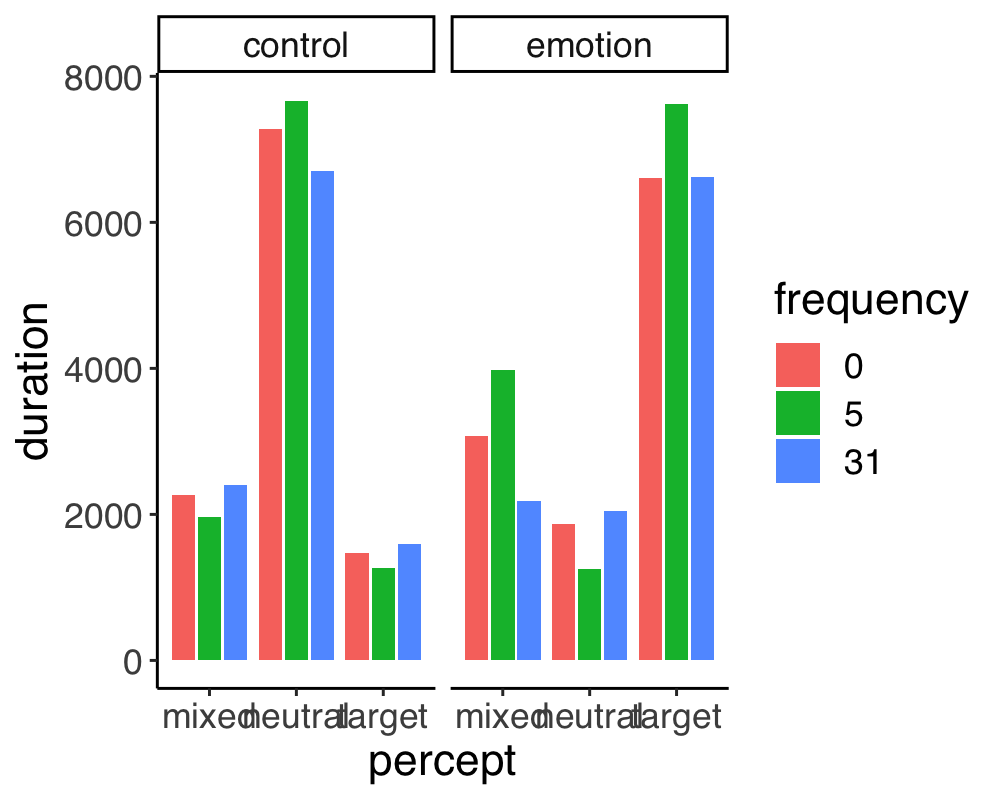 control
emotion
8000
6000
4000
2000
0
duration
mixed
neutral
target
mixed
neutral
target
percept
frequency
0
5
31